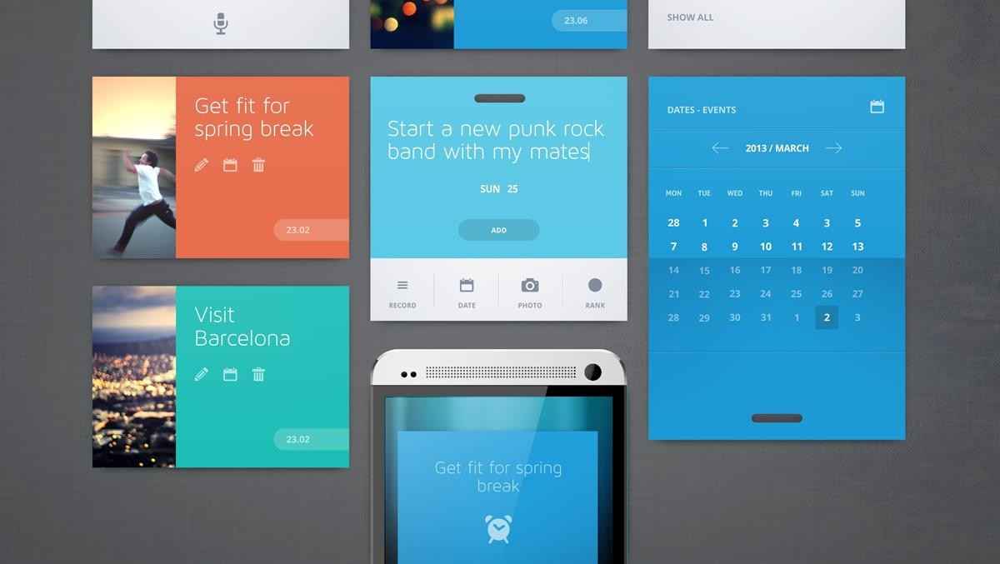 23.06
SHOW ALL
Get fit for
spring break
23.02
Start a new punk rock
band with my mates
SUN 25
ADD
RECORD DATE PHOTO RANK
DATES - EVENTS
2013 / MARCH
MON TUE WED THU FRI SAT SUN
28 1 2 3 4 3 5
7 8 9 10 11 12 13
14 15 16 17 18 19 20
21 22 23 24 25 26 27
28 29 30 31 1 2 3
Visit
Barcelona
23.02
Get fit for spring
break